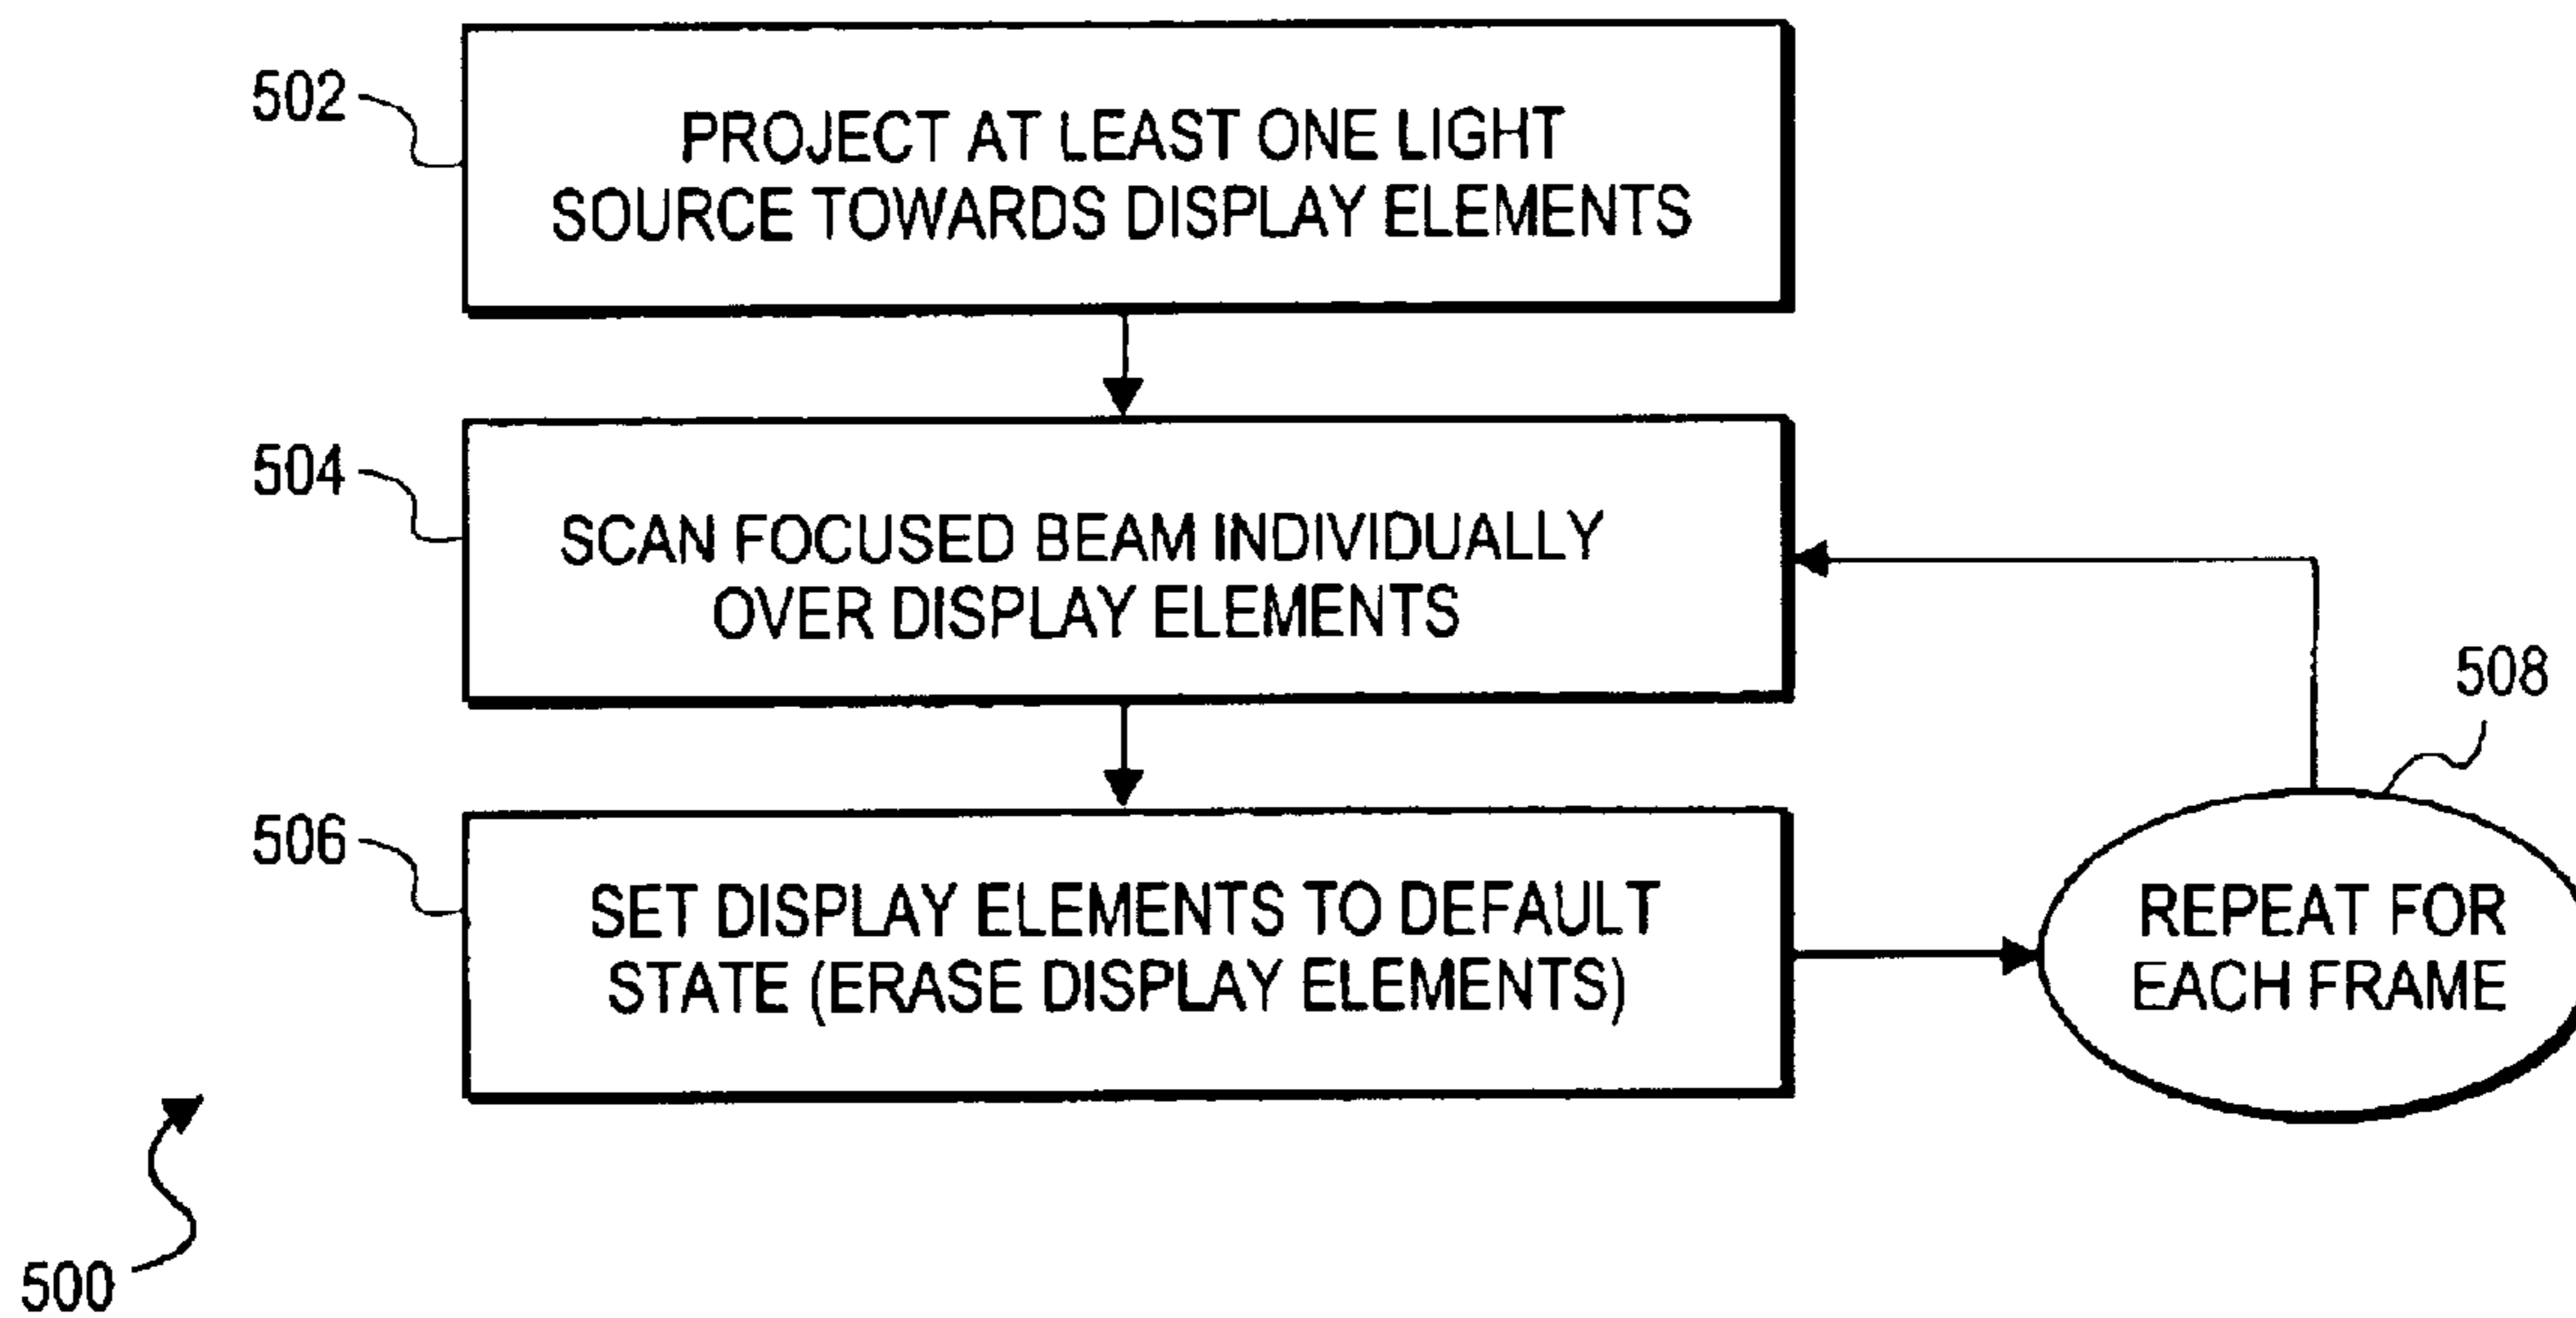 502
PROJECT AT LEAST ONE LIGHT
SOURCE TOWARDS DISPLAY ELEMENTS
504
SCAN FOCUSED BEAM INDIVIDUALLY
OVER DISPLAY ELEMENTS
508
506
SET DISPLAY ELEMENTS TO DEFAULT
STATE (ERASE DISPLAY ELEMENTS)
REPEAT FOR
EACH FRAME
500